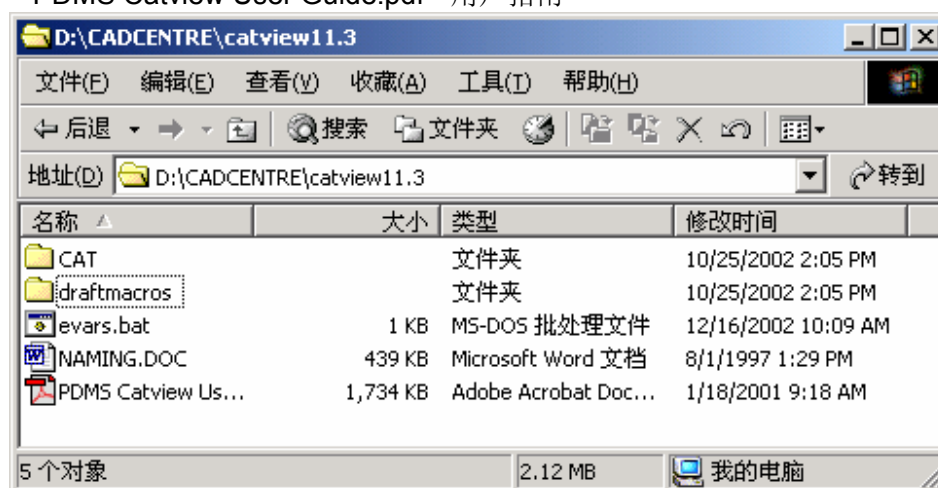 PDMS Catview User Guide.pdf 用户指南
D:\CADCENTRE\catview11.3
文件(F) 编辑(E) 查看(V) 收藏(A) 工具(T) 帮助(H)
后退 搜索 文件夹
地址(D) D:\CADCENTRE\catview11.3 转到
名称 大小 类型 修改时间
CAT 文件夹 10/25/2002 2:05 PM
draftmacros 文件夹 10/25/2002 2:05 PM
evars.bat 1 KB MS-DOS 批处理文件 12/16/2002 10:09 AM
NAMING.DOC 439 KB Microsoft Word 文档 8/1/1997 1:29 PM
PDMS Catview Us... 1,734 KB Adobe Acrobat Doc... 1/18/2001 9:18 AM
5 个对象 2.12 MB 我的电脑